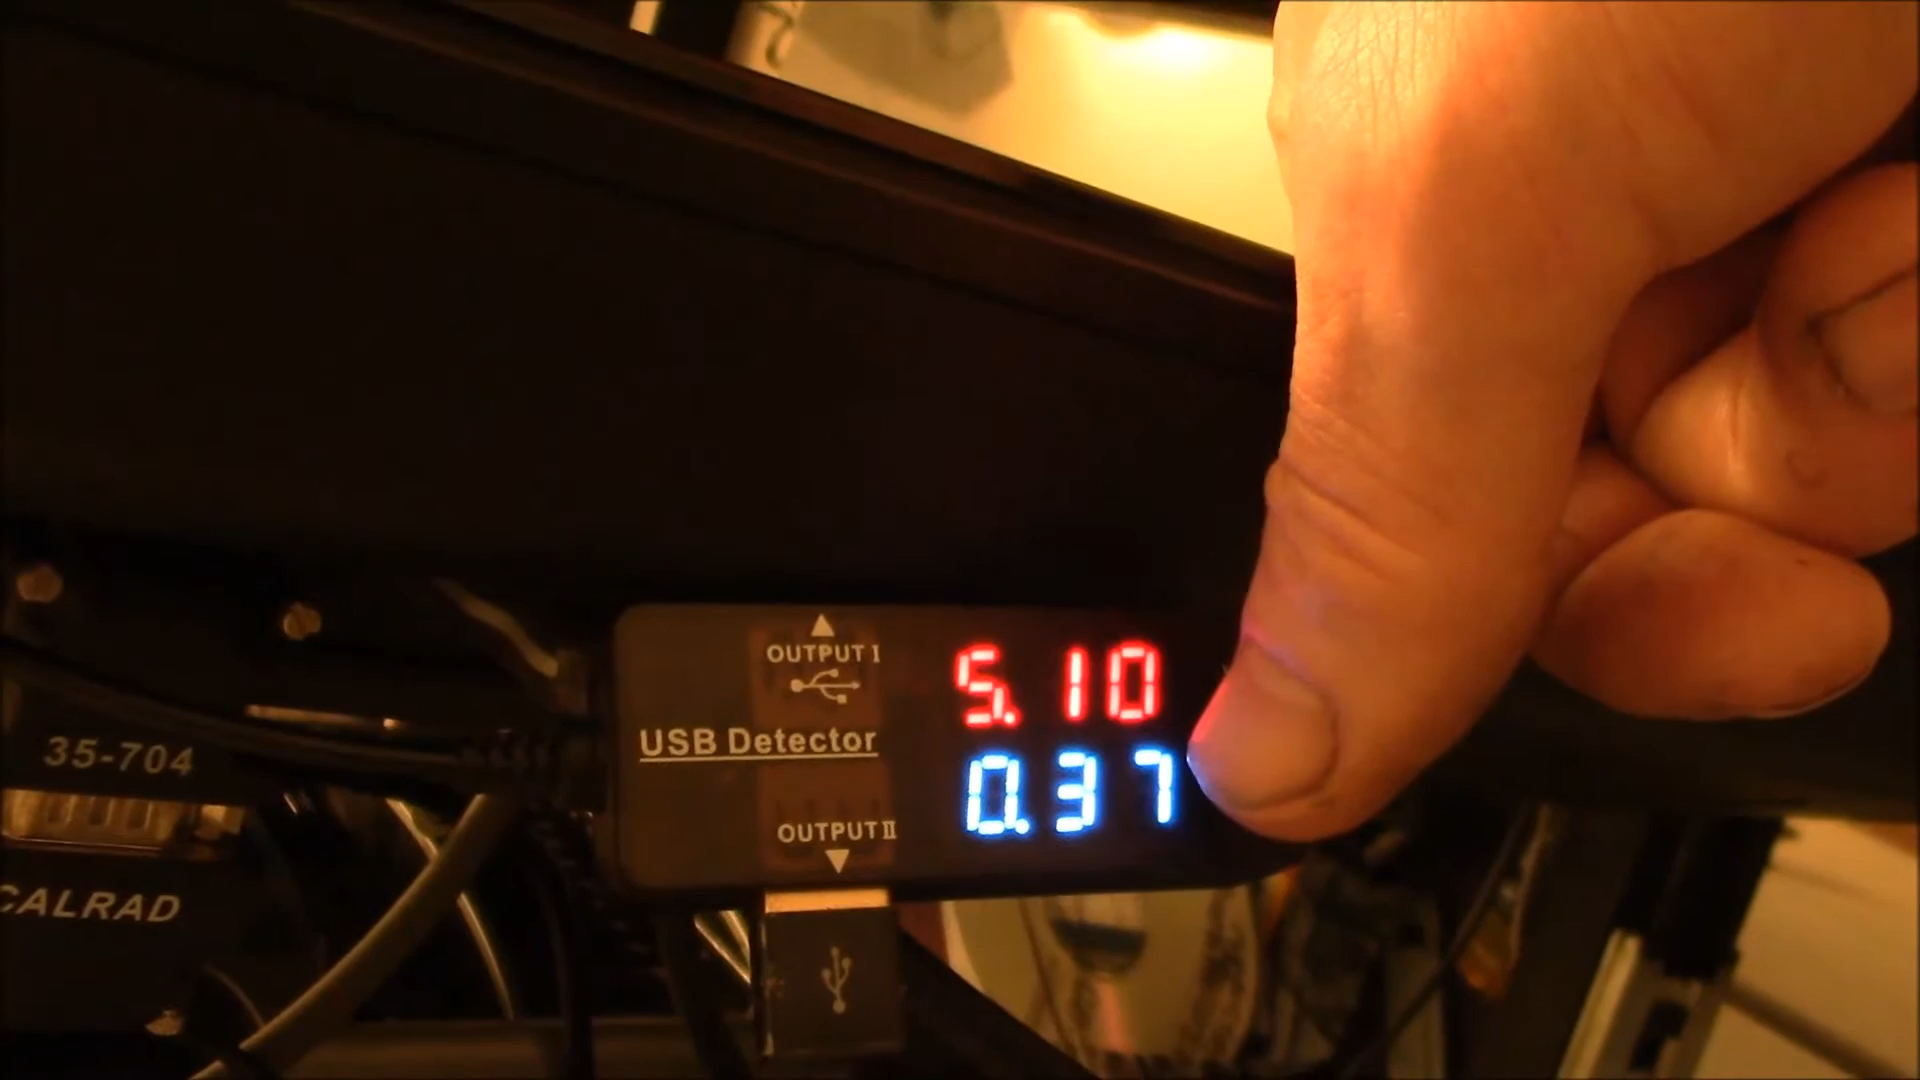 OUTPUT I
5.10
USB Detector
0.37
OUTPUT II
35-704
CALRAD